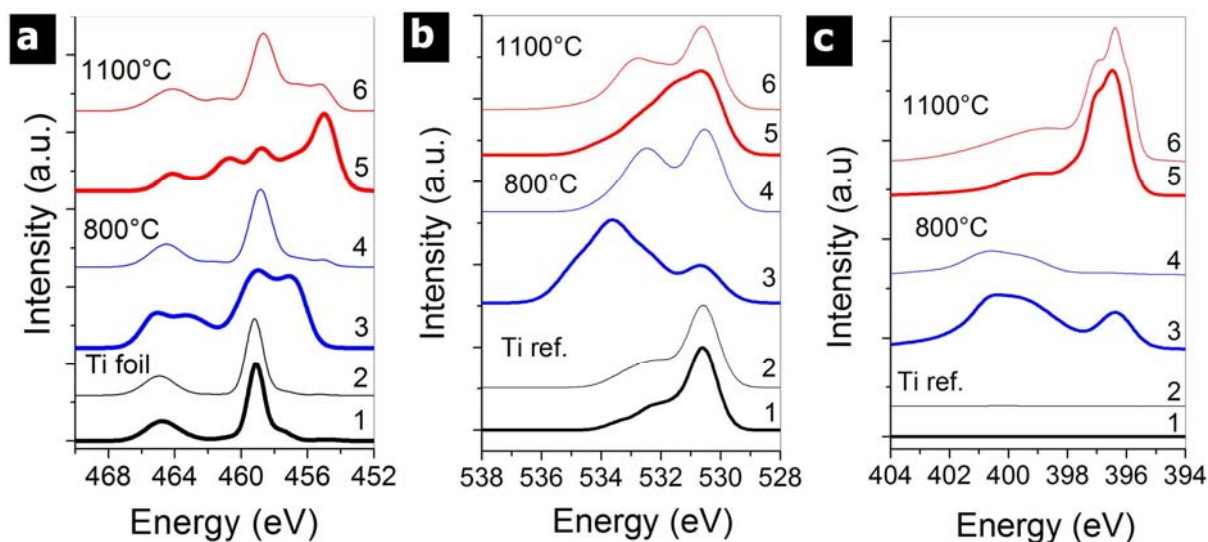 a
1100°C
6
5
800°C
4
3
Ti foil
2
1
Intensity (a.u.)
468 464 460 456 452
Energy (eV)
b
1100°C
6
5
800°C
4
3
Ti ref.
2
1
Intensity (a.u.)
538 536 534 532 530 528
Energy (eV)
c
1100°C
6
5
800°C
4
3
Ti ref.
2
1
Intensity (a.u)
404 402 400 398 396 394
Energy (eV)